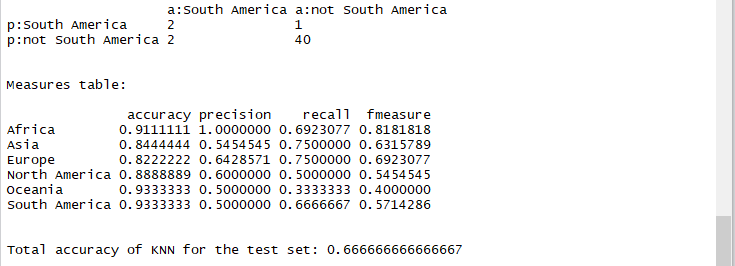 a:South America a:not South America
p:South America 2 1
p:not South America 2 40
Measures table:
accuracy precision recall fmeasure
Africa 0.9111111 1.0000000 0.6923077 0.8181818
Asia 0.8444444 0.5454545 0.7500000 0.6315789
Europe 0.8222222 0.6428571 0.7500000 0.6923077
North America 0.8888889 0.6000000 0.5000000 0.5454545
Oceania 0.9333333 0.5000000 0.3333333 0.4000000
South America 0.9333333 0.5000000 0.6666667 0.5714286
Total accuracy of KNN for the test set: 0.666666666666667